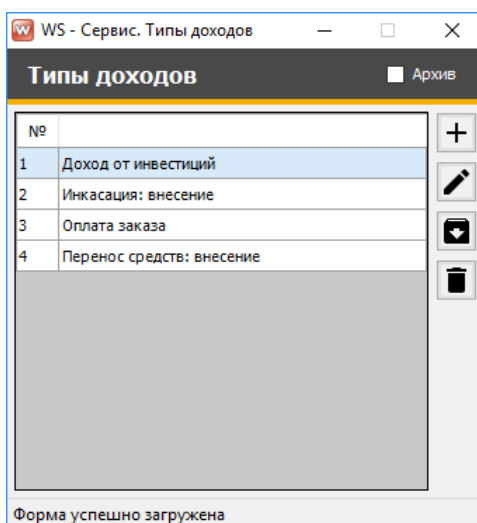 WS - Сервис. Типы доходов
Типы доходов
Архив
№
1 Доход от инвестиций
2 Инкасация: внесение
3 Оплата заказа
4 Перенос средств: внесение
Форма успешно загружена